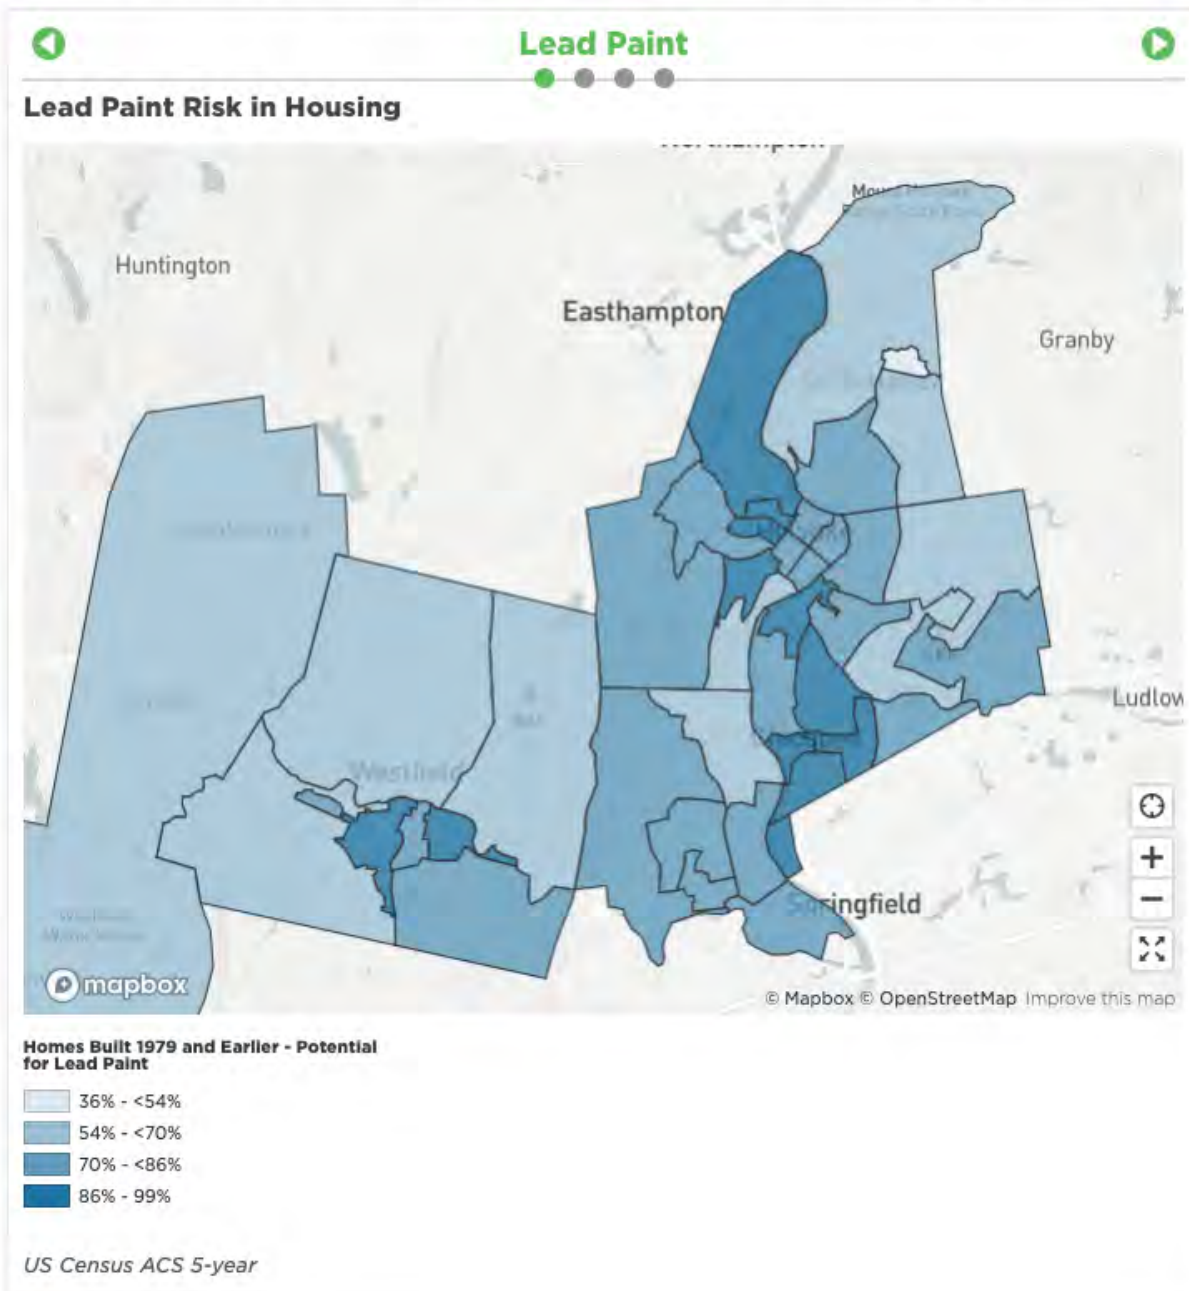 Lead Paint
Lead Paint Risk in Housing
Huntington
Easthampton
Granby
Westfield
Ludlow
Springfield
mapbox
© Mapbox © OpenStreetMap Improve this map
Homes Built 1979 and Earlier - Potential
for Lead Paint
36% - <54%
54% - <70%
70% - <86%
86% - 99%
US Census ACS 5-year